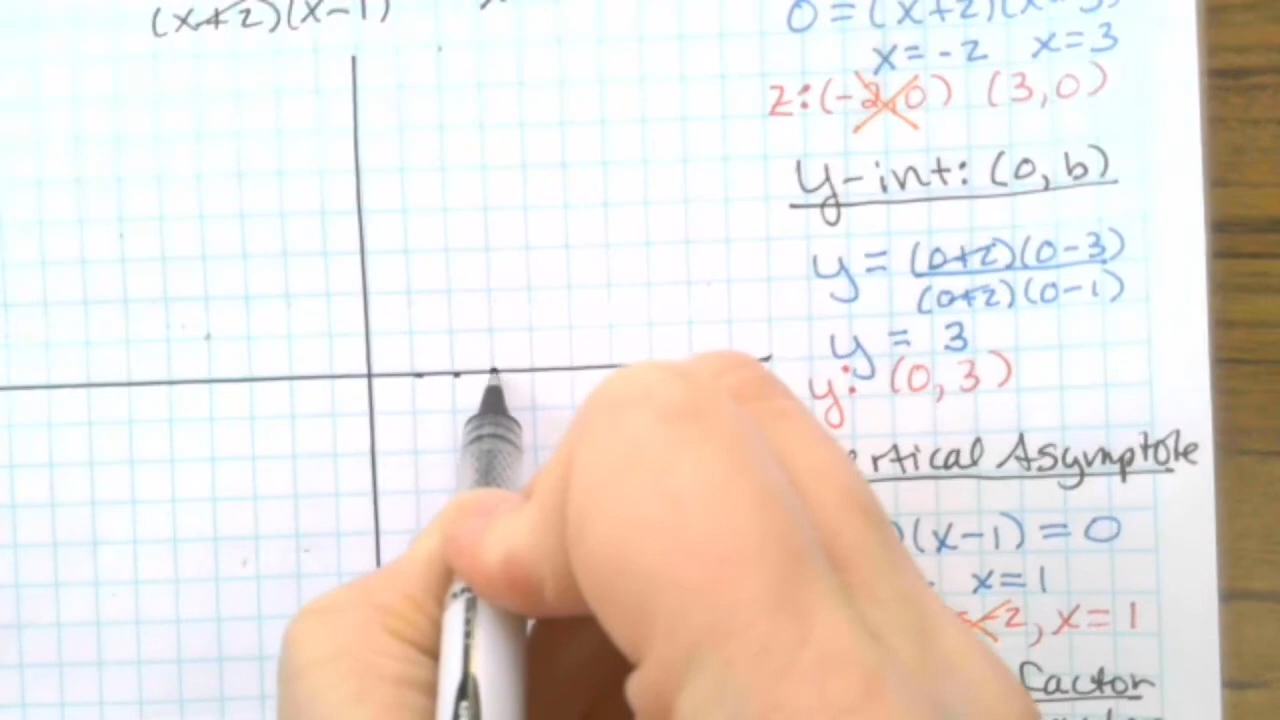 (x+2)(x-1)
0 = (x+2)(x-3)
x = -2 x = 3
z: (-2,0) (3,0)
y-int: (0,b)
y = (0+2)(0-3)
(0+2)(0-1)
y = 3
y: (0,3)
rtical Asymptote
)(x-1) = 0
x = 1
2, x = 1
Factor